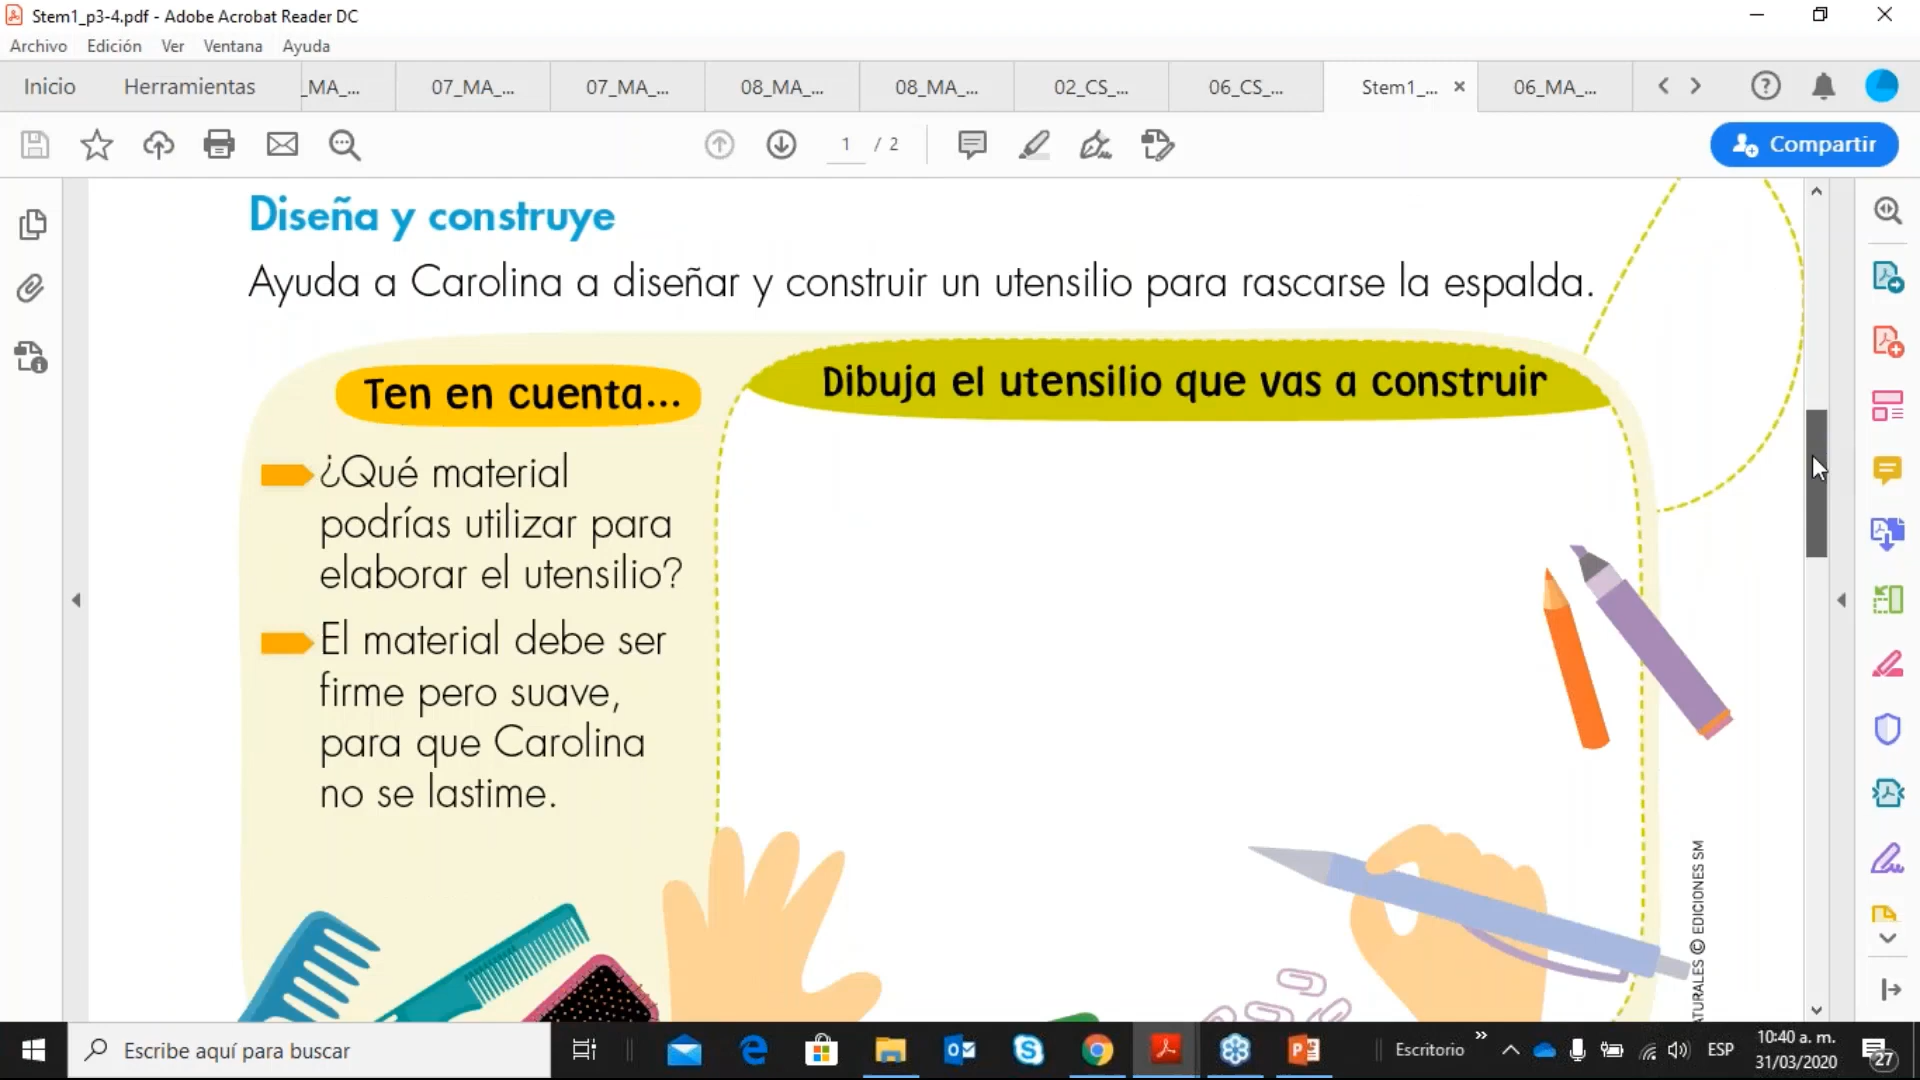 Stem1_p3-4.pdf - Adobe Acrobat Reader DC
Archivo Edición Ver Ventana Ayuda
Inicio Herramientas _MA_... 07_MA_... 07_MA_... 08_MA_... 08_MA_... 02_CS_... 06_CS_... Stem1_... × 06_MA_...
1 / 2 Compartir
Diseña y construye
Ayuda a Carolina a diseñar y construir un utensilio para rascarse la espalda.
Ten en cuenta...
¿Qué material
podrías utilizar para
elaborar el utensilio?
El material debe ser
firme pero suave,
para que Carolina
no se lastime.
Dibuja el utensilio que vas a construir
ATURALES © EDICIONES SM
Escribe aquí para buscar
Escritorio
ESP
10:40 a. m.
31/03/2020
27